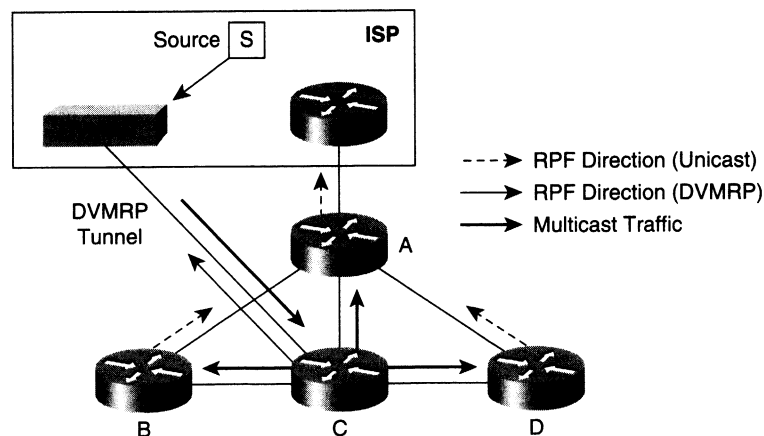 Source S
ISP
RPF Direction (Unicast)
RPF Direction (DVMRP)
Multicast Traffic
DVMRP
Tunnel
A
B
C
D